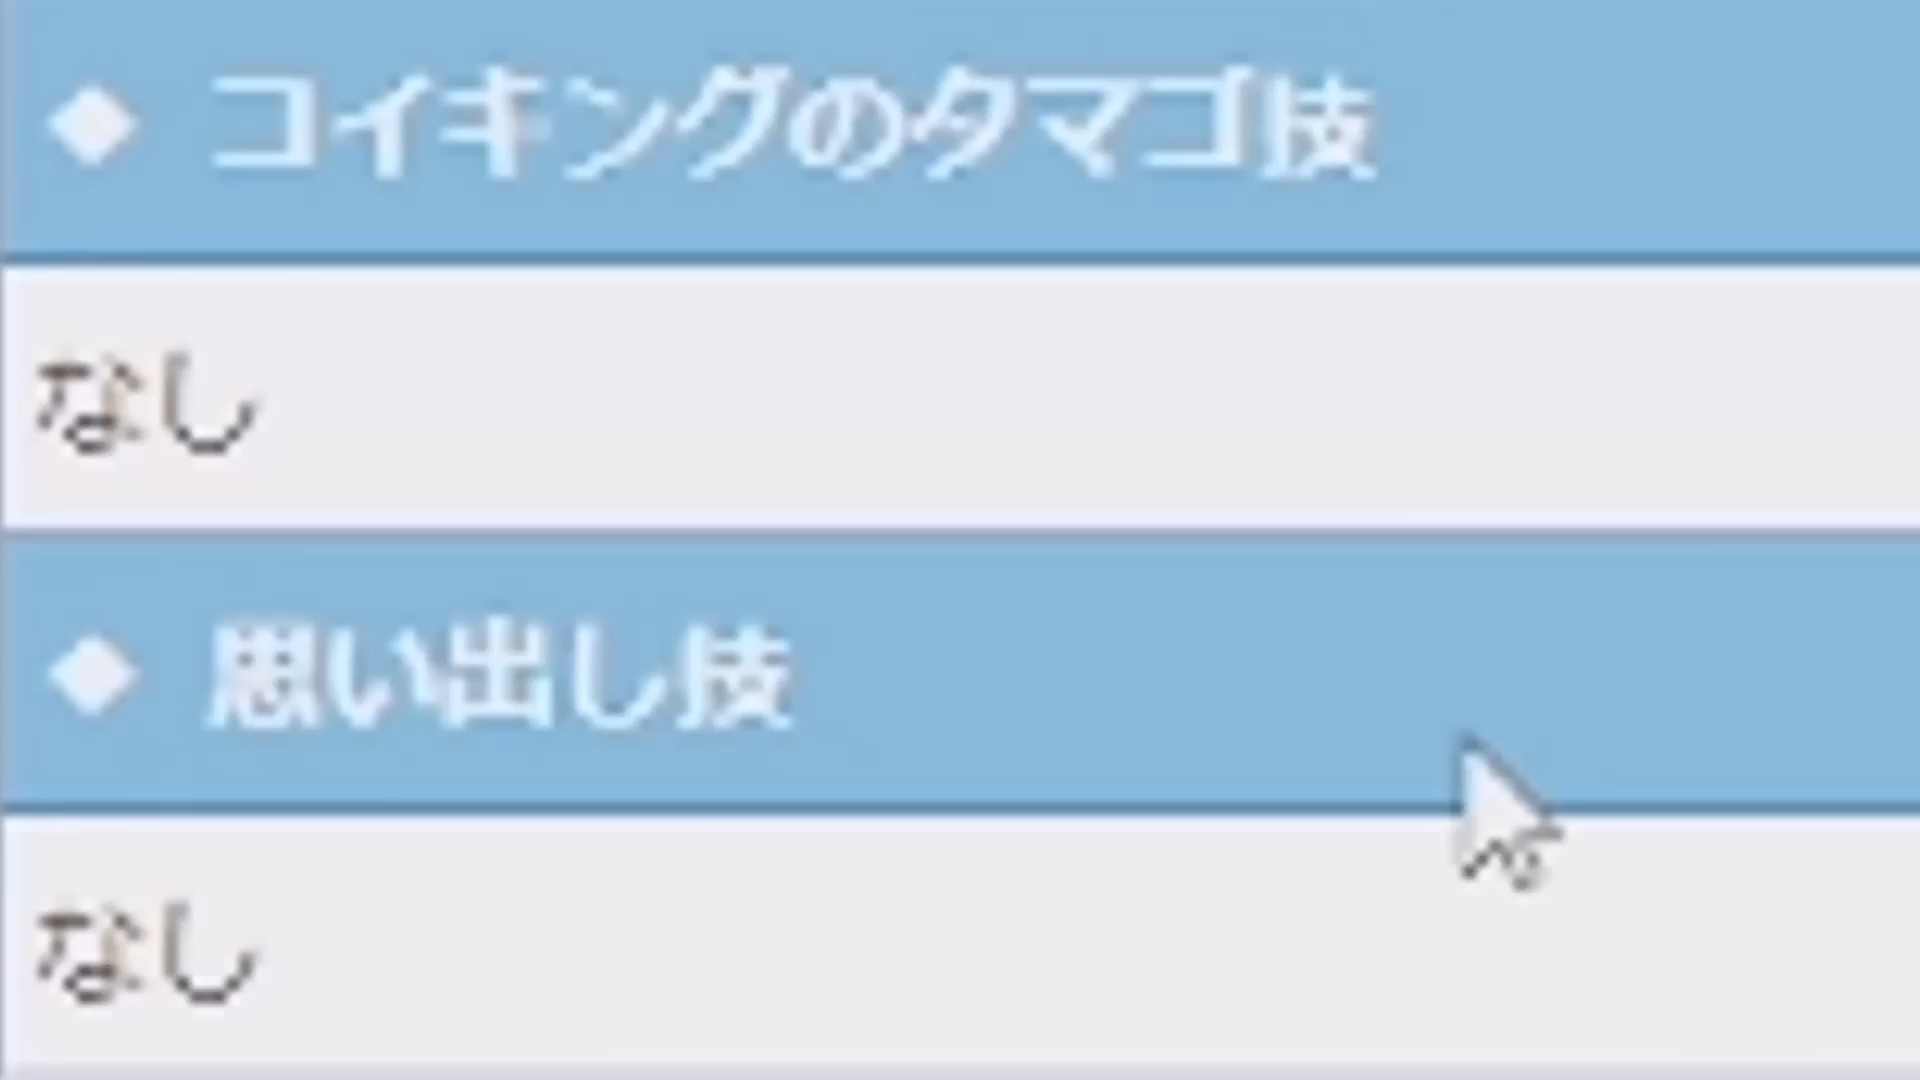 ◆ コイキングのタマゴ技
なし
◆ 思い出し技
なし